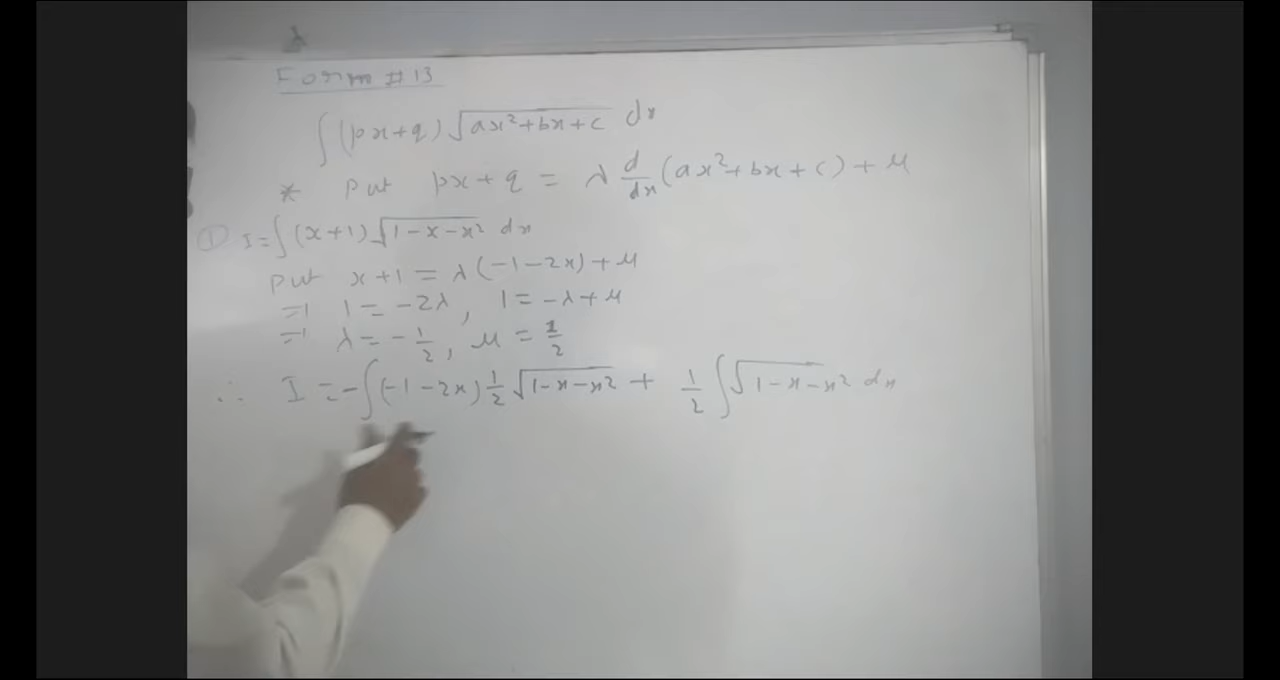 Form # 13
∫(px+q)√(ax²+bx+c) dx
* Put px+q = λ d/dx (ax²+bx+c) + μ
① I = ∫(x+1)√(1-x-x²) dx
Put x+1 = λ(-1-2x)+μ
⇒ 1 = -2λ, 1 = -λ+μ
⇒ λ = -1/2, μ = 1/2
∴ I = -∫(-1-2x) 1/2 √(1-x-x²) + 1/2 ∫√(1-x-x²) dx